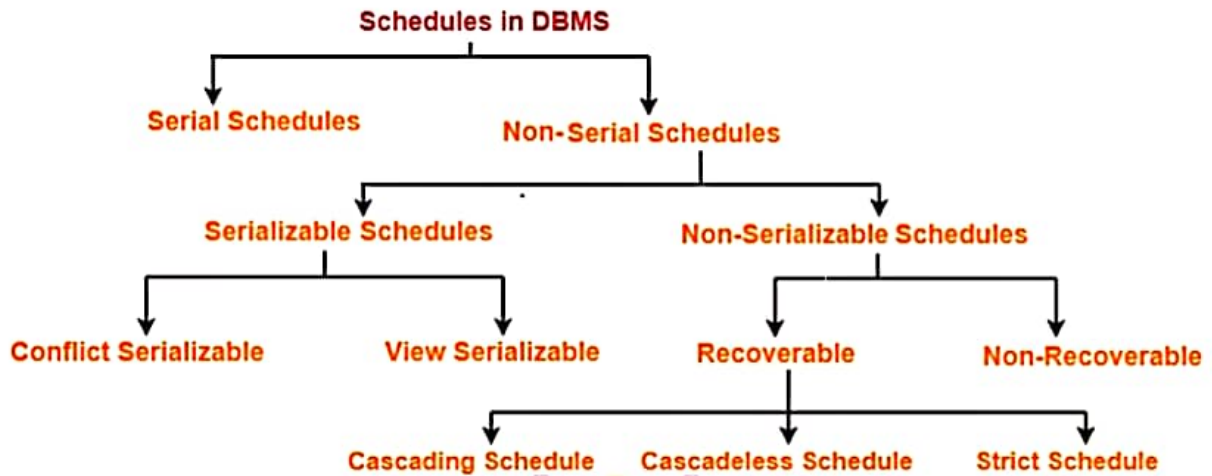 Schedules in DBMS
Serial Schedules
Non-Serial Schedules
Serializable Schedules
Non-Serializable Schedules
Conflict Serializable
View Serializable
Recoverable
Non-Recoverable
Cascading Schedule
Cascadeless Schedule
Strict Schedule